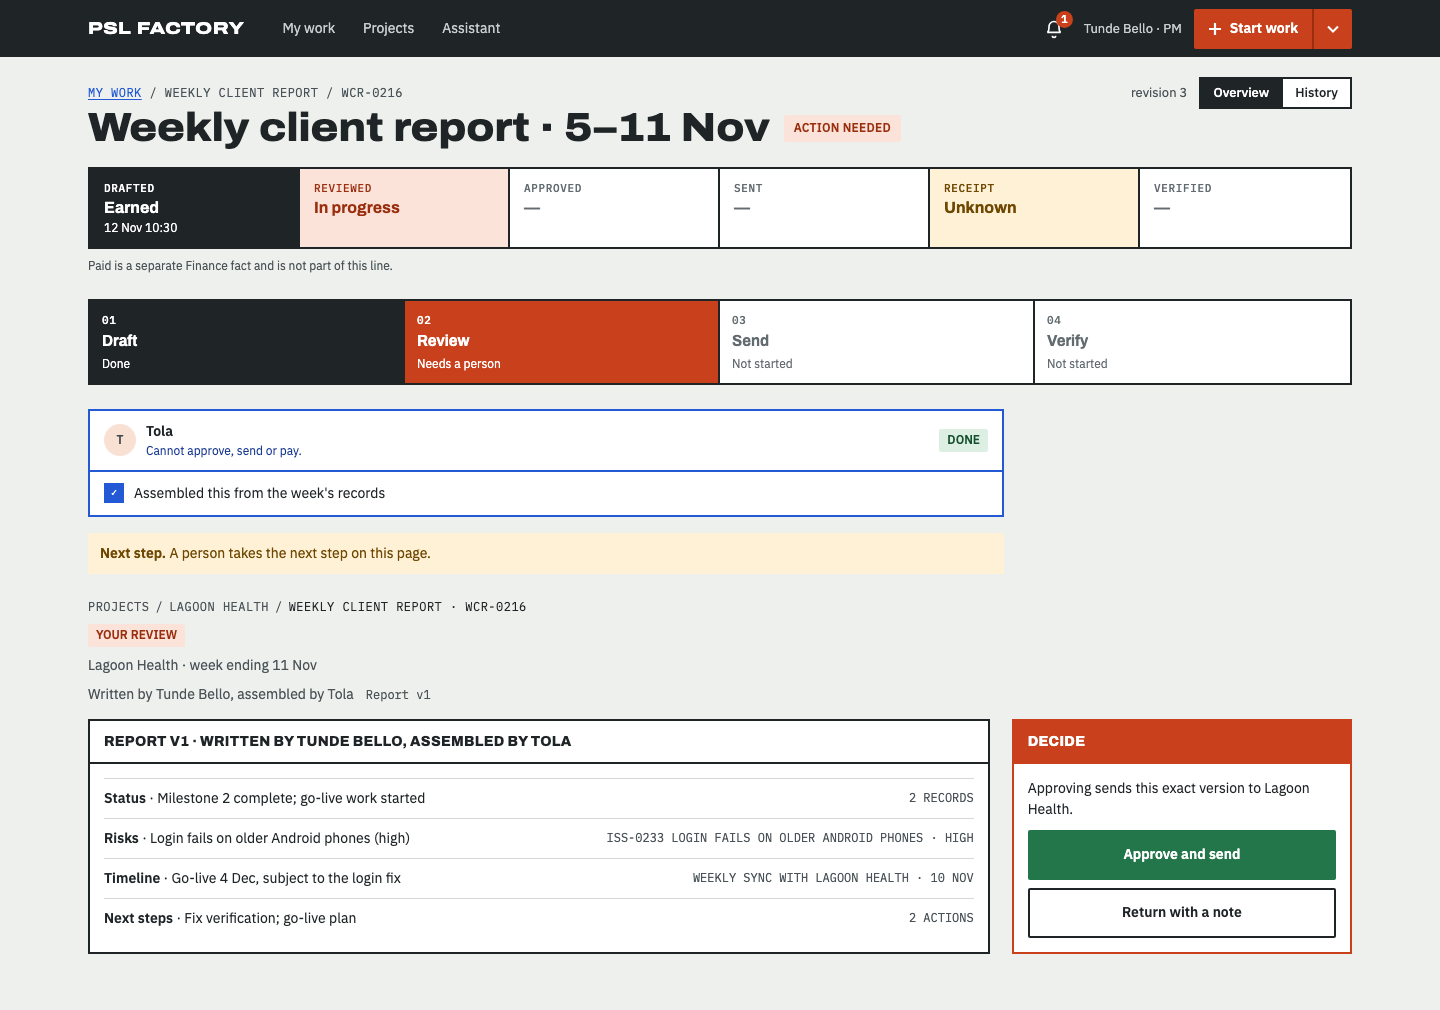 PSL FACTORY
My work
Projects
Assistant
1
Tunde Bello · PM
+ Start work
MY WORK / WEEKLY CLIENT REPORT / WCR-0216
revision 3
Overview
History
Weekly client report · 5–11 Nov
ACTION NEEDED
DRAFTED
Earned
12 Nov 10:30
REVIEWED
In progress
APPROVED
—
SENT
—
RECEIPT
Unknown
VERIFIED
—
Paid is a separate Finance fact and is not part of this line.
01
Draft
Done
02
Review
Needs a person
03
Send
Not started
04
Verify
Not started
T
Tola
Cannot approve, send or pay.
DONE
✓ Assembled this from the week's records
Next step. A person takes the next step on this page.
PROJECTS / LAGOON HEALTH / WEEKLY CLIENT REPORT · WCR-0216
YOUR REVIEW
Lagoon Health · week ending 11 Nov
Written by Tunde Bello, assembled by Tola Report v1
REPORT V1 · WRITTEN BY TUNDE BELLO, ASSEMBLED BY TOLA
Status · Milestone 2 complete; go-live work started
2 RECORDS
Risks · Login fails on older Android phones (high)
ISS-0233 LOGIN FAILS ON OLDER ANDROID PHONES · HIGH
Timeline · Go-live 4 Dec, subject to the login fix
WEEKLY SYNC WITH LAGOON HEALTH · 10 NOV
Next steps · Fix verification; go-live plan
2 ACTIONS
DECIDE
Approving sends this exact version to Lagoon
Health.
Approve and send
Return with a note